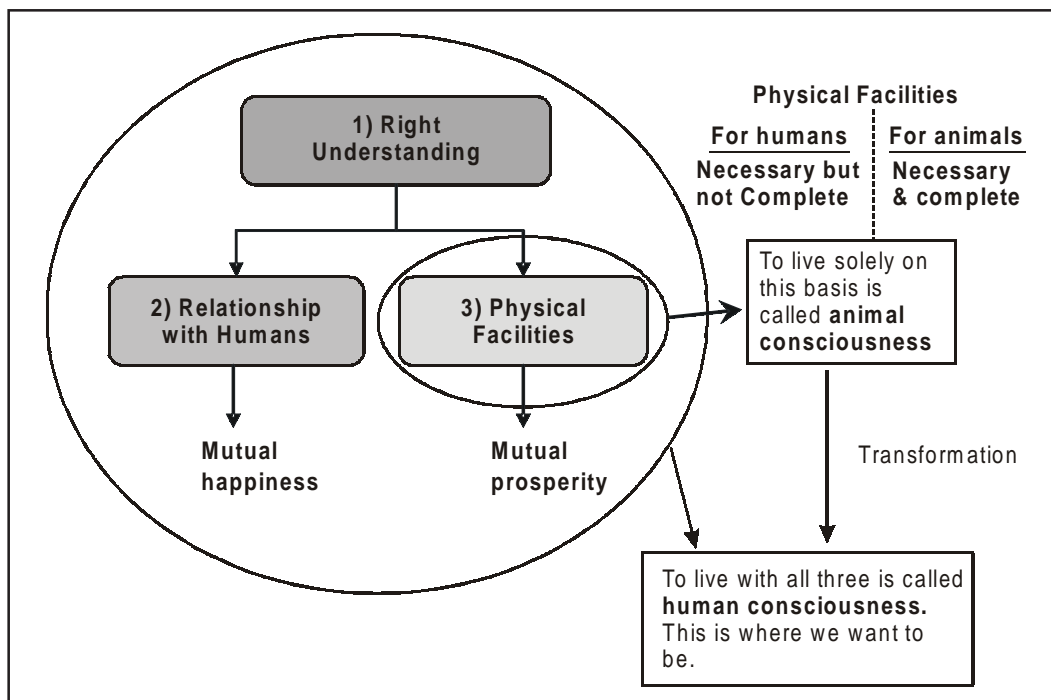 1) Right
Understanding
2) Relationship
with Humans
3) Physical
Facilities
Mutual
happiness
Mutual
prosperity
Physical Facilities
For humans
Necessary but
not Complete
For animals
Necessary
& complete
To live solely on
this basis is
called animal
consciousness
Transformation
To live with all three is called
human consciousness.
This is where we want to
be.